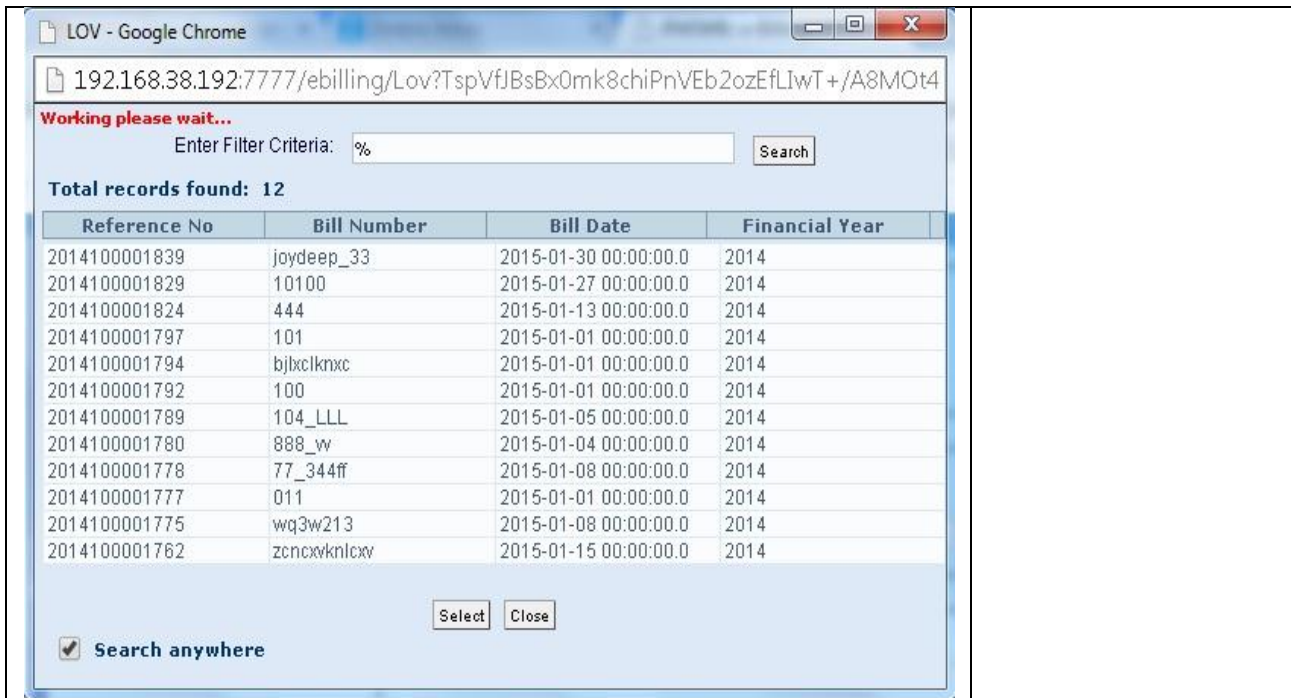 LOV - Google Chrome
192.168.38.192:7777/ebilling/Lov?TspVfJBsBx0mk8chiPnVEb2ozEfLIwT+/A8MOt4
Working please wait...
Enter Filter Criteria: % Search
Total records found: 12
Reference No Bill Number Bill Date Financial Year
2014100001839 joydeep_33 2015-01-30 00:00:00.0 2014
2014100001829 10100 2015-01-27 00:00:00.0 2014
2014100001824 444 2015-01-13 00:00:00.0 2014
2014100001797 101 2015-01-01 00:00:00.0 2014
2014100001794 bjlxclknxc 2015-01-01 00:00:00.0 2014
2014100001792 100 2015-01-01 00:00:00.0 2014
2014100001789 104_LLL 2015-01-05 00:00:00.0 2014
2014100001780 888_w 2015-01-04 00:00:00.0 2014
2014100001778 77_344ff 2015-01-08 00:00:00.0 2014
2014100001777 011 2015-01-01 00:00:00.0 2014
2014100001775 wq3w213 2015-01-08 00:00:00.0 2014
2014100001762 zcncxvknlcxv 2015-01-15 00:00:00.0 2014
Select Close
Search anywhere